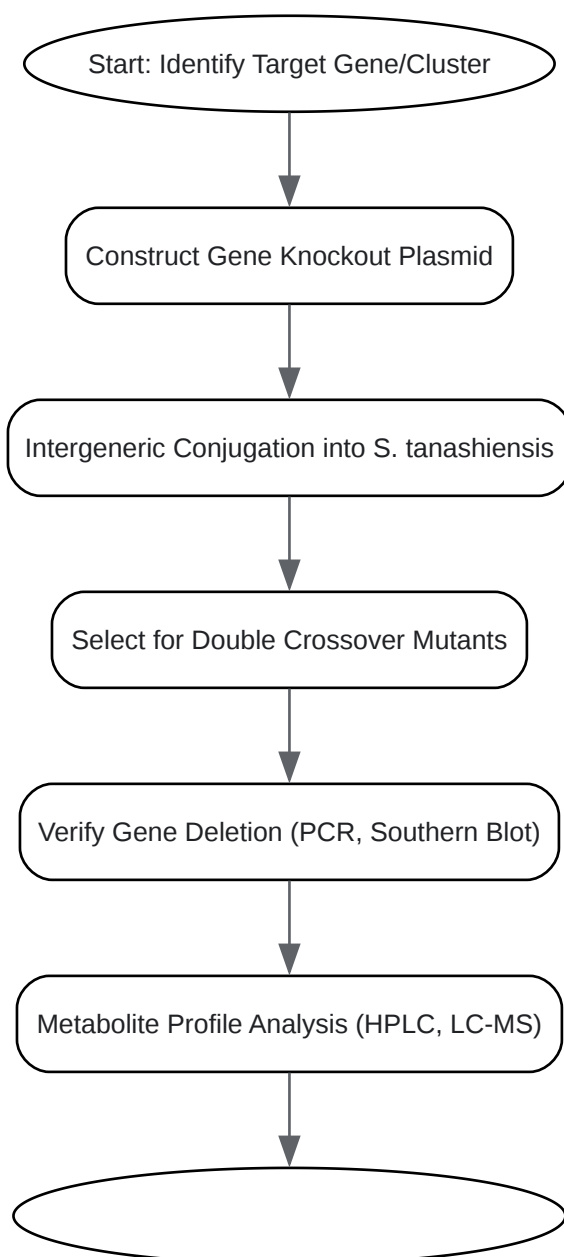 Start: Identify Target Gene/Cluster
Construct Gene Knockout Plasmid
Intergeneric Conjugation into S. tanashiensis
Select for Double Crossover Mutants
Verify Gene Deletion (PCR, Southern Blot)
Metabolite Profile Analysis (HPLC, LC-MS)